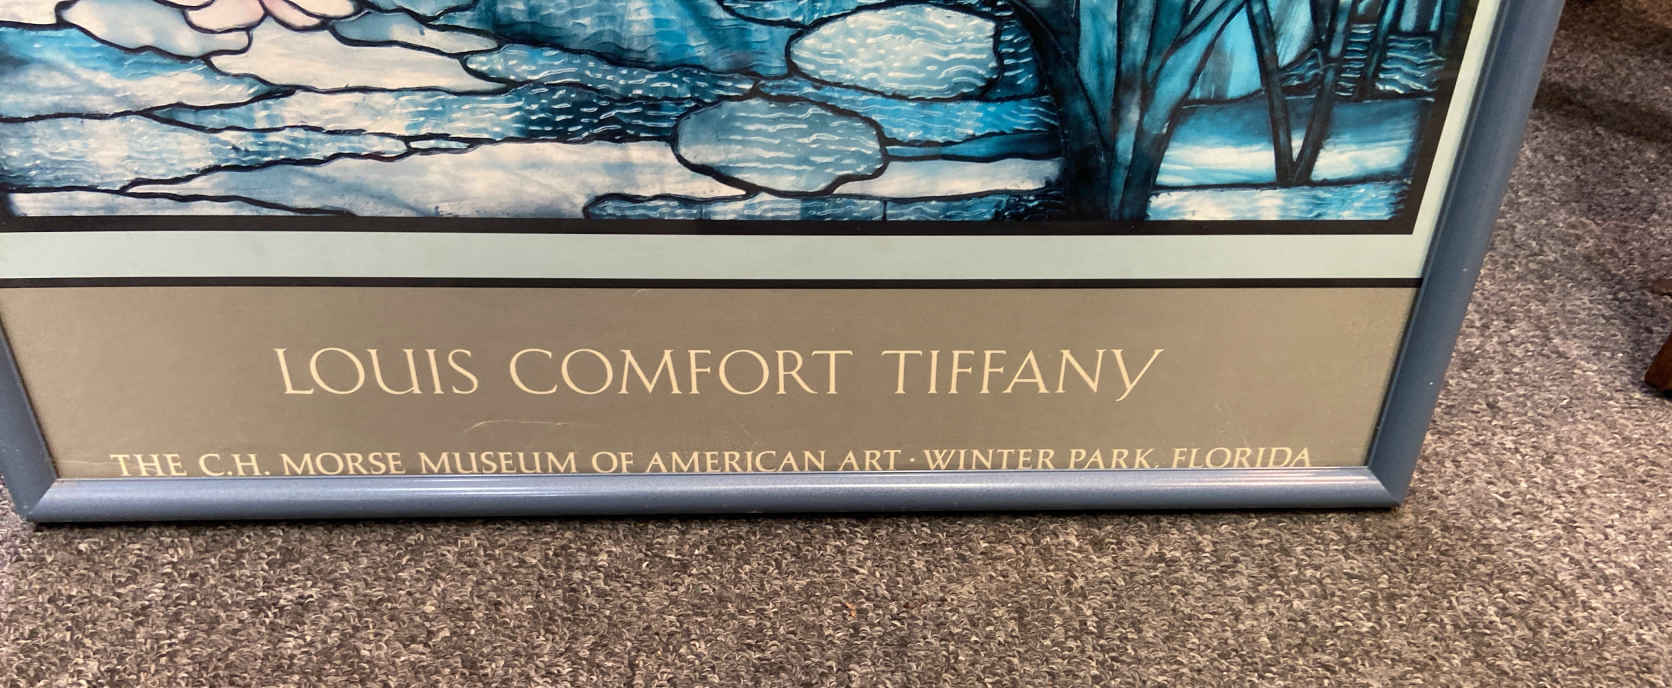 LOUIS COMFORT TIFFANY
THE C.H. MORSE MUSEUM OF AMERICAN ART · WINTER PARK, FLORIDA